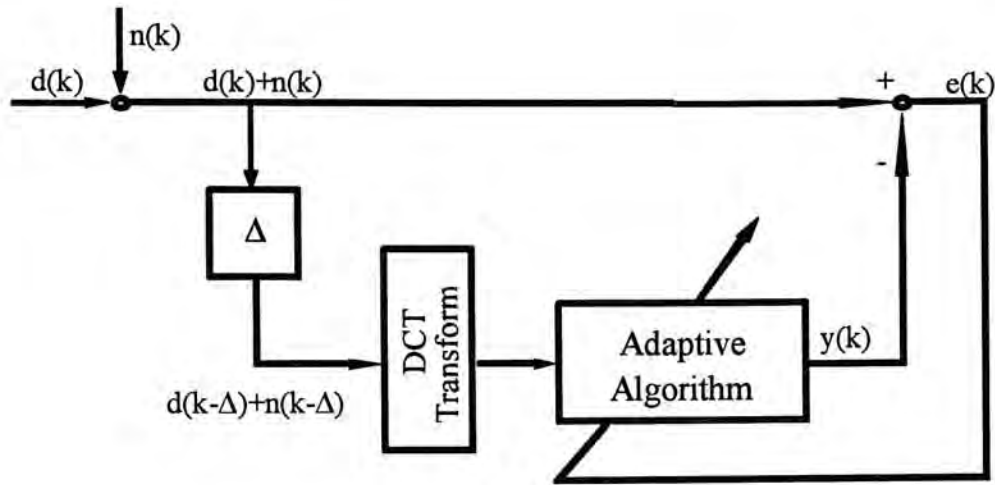 n(k)
d(k)
d(k)+n(k)
+
e(k)
-
Δ
DCT
Transform
Adaptive
Algorithm
y(k)
d(k-Δ)+n(k-Δ)